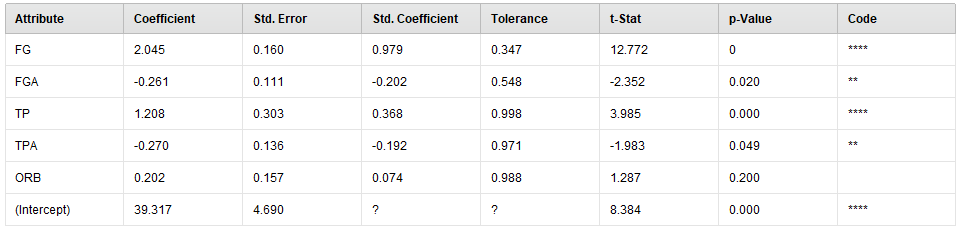 Attribute Coefficient Std. Error Std. Coefficient Tolerance t-Stat p-Value Code
FG 2.045 0.160 0.979 0.347 12.772 0 ****
FGA -0.261 0.111 -0.202 0.548 -2.352 0.020 **
TP 1.208 0.303 0.368 0.998 3.985 0.000 ****
TPA -0.270 0.136 -0.192 0.971 -1.983 0.049 **
ORB 0.202 0.157 0.074 0.988 1.287 0.200
(Intercept) 39.317 4.690 ? ? 8.384 0.000 ****